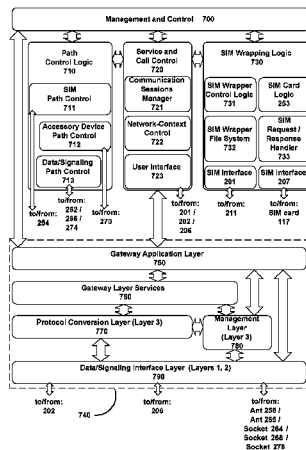 Management and Control 700
Path
Control Logic
710
SIM
Path Control
711
Accessory Device
Path Control
712
Data/Signaling
Path Control
713
to/from:
254
to/from:
262 /
266 /
274
to/from:
270
Service and
Call Control
720
Communication
Sessions
Manager
721
Network-Context
Control
722
User Interface
723
to/from:
201 /
202 /
206
SIM Wrapping Logic
730
SIM Wrapper
Control Logic
731
SIM Card
Logic
253
SIM Wrapper
File System
732
SIM
Request /
Response
Handler
733
SIM Interface
261
SIM Interface
207
to/from:
211
to/from:
SIM card
117
Gateway Application Layer
750
Gateway Layer Services
760
Protocol Conversion Layer (Layer 3)
770
Management
Layer
(Layer 3)
780
Data/Signaling Interface Layer (Layers 1, 2)
790
to/from:
202
740
to/from:
206
to/from:
Ant 258 /
Ant 265 /
Socket 264 /
Socket 268 /
Socket 276